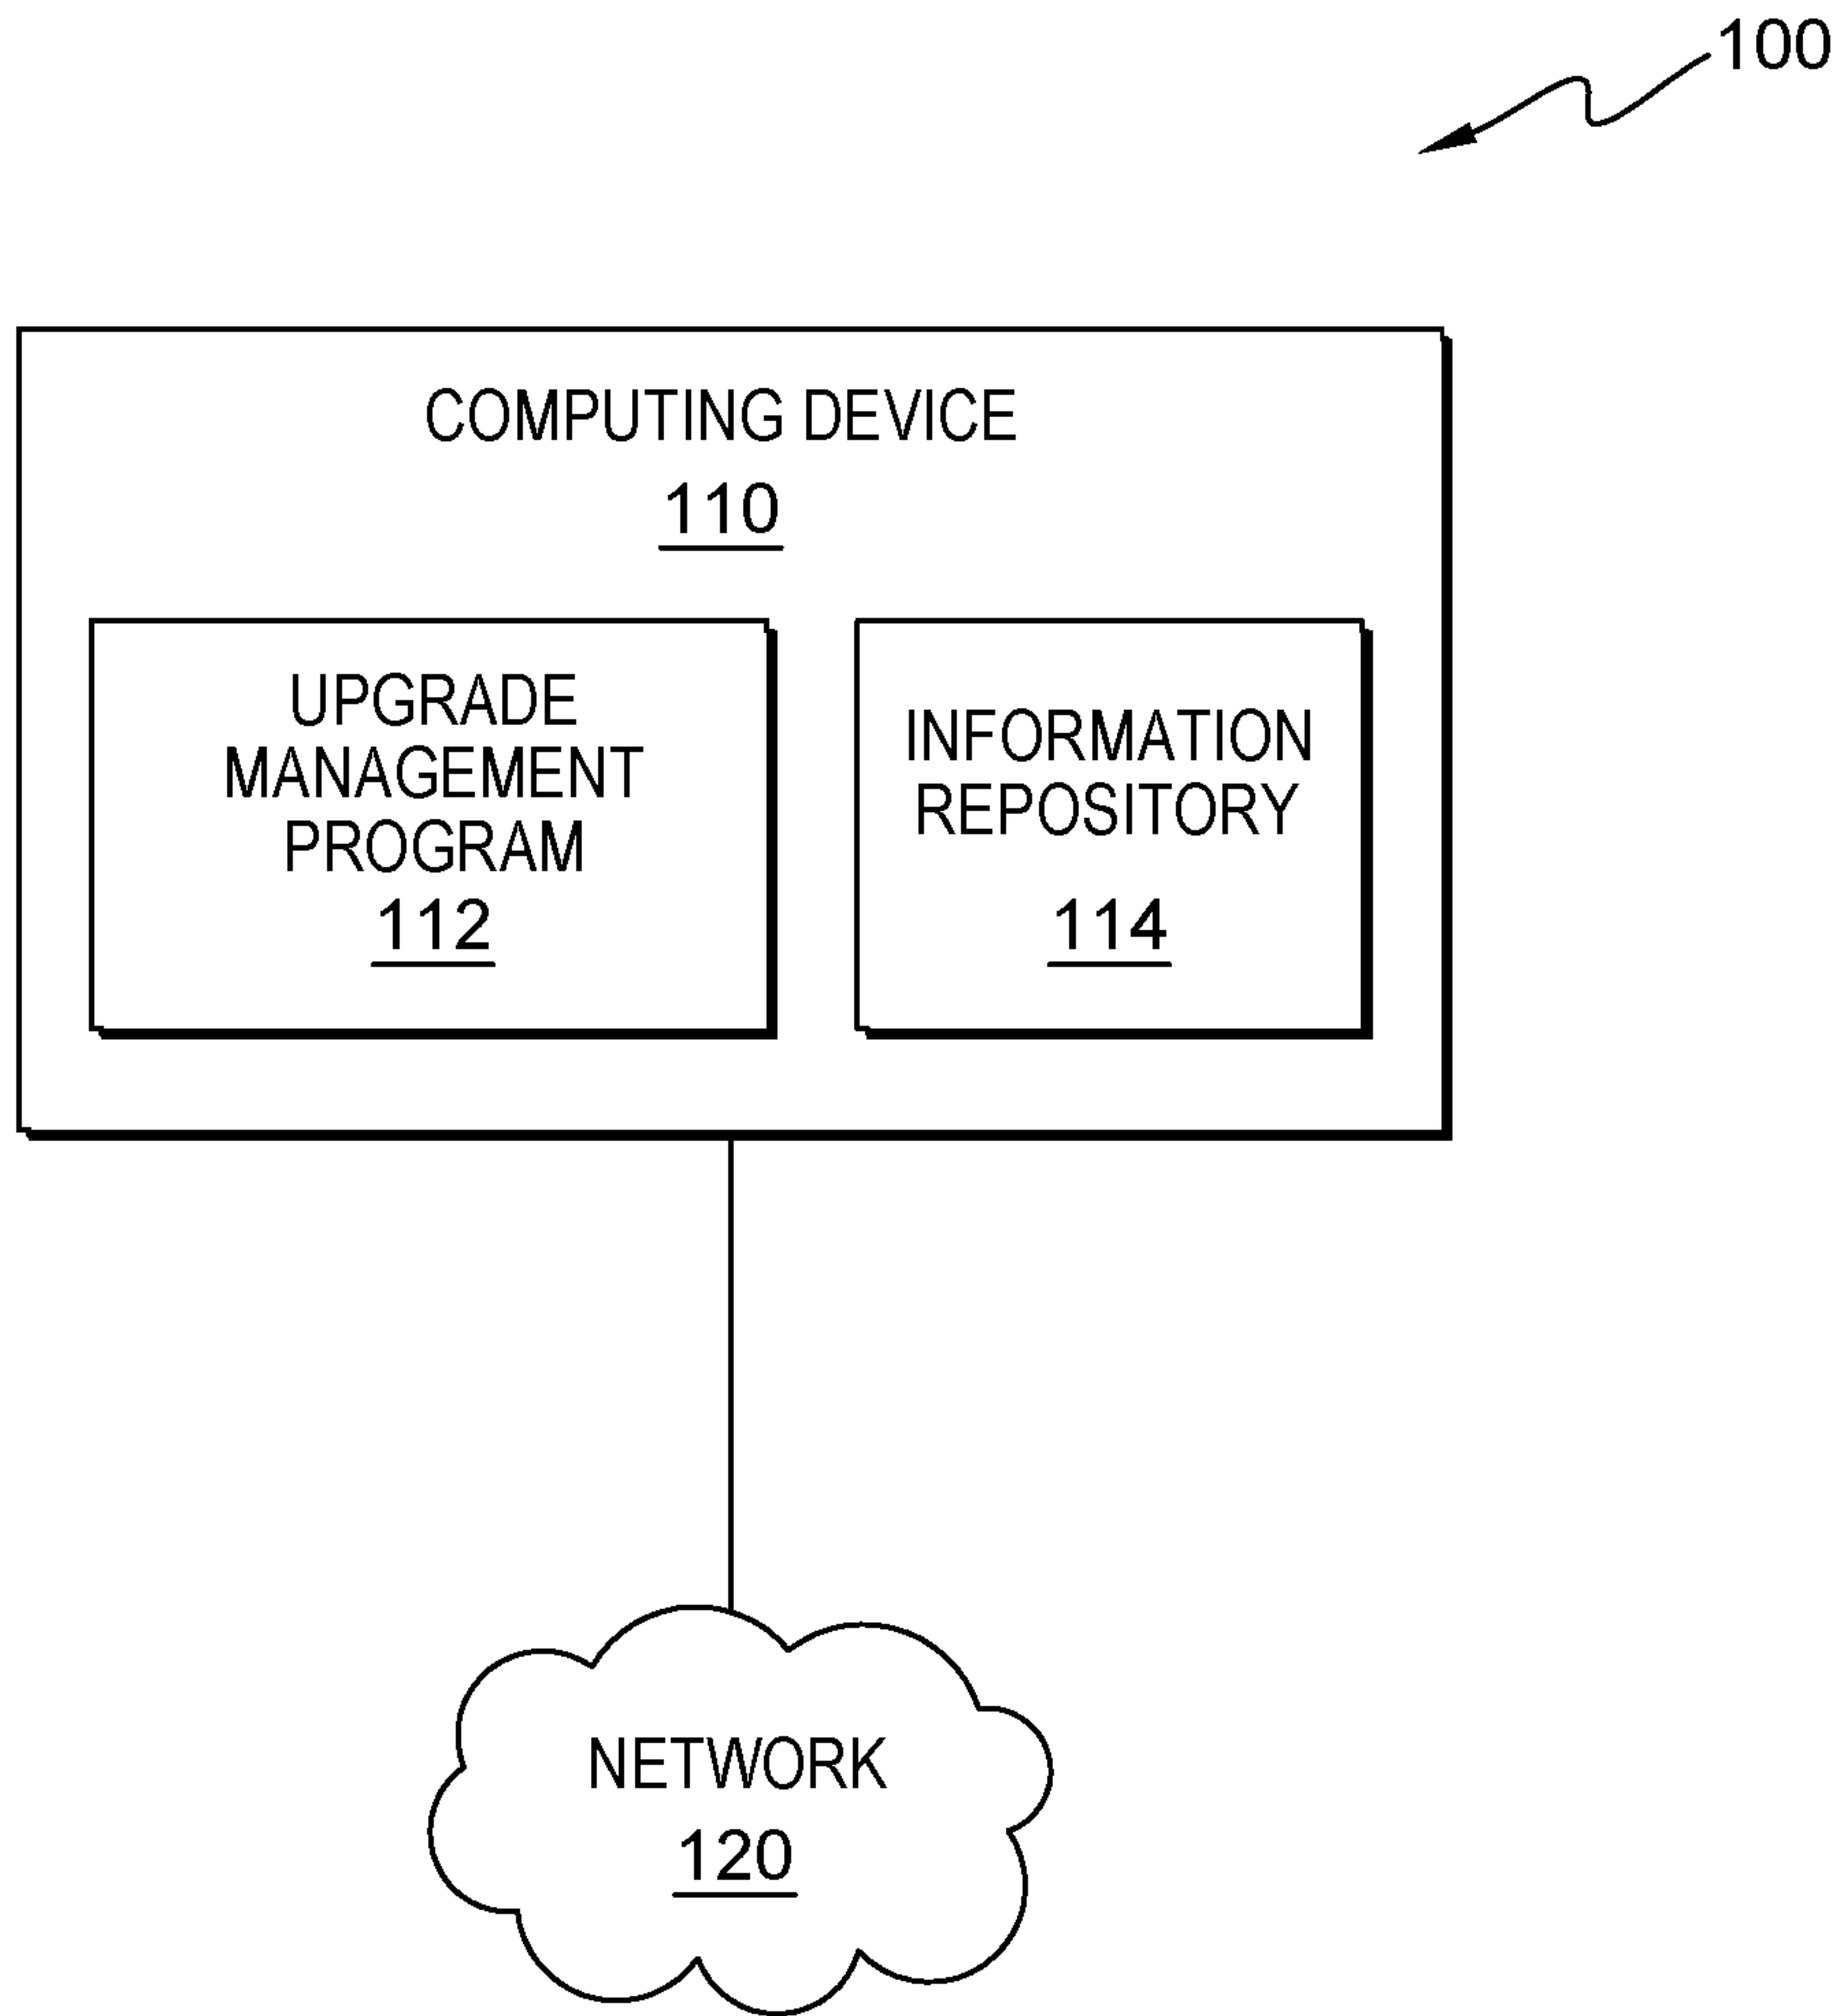 100
COMPUTING DEVICE
110
UPGRADE
MANAGEMENT
PROGRAM
112
INFORMATION
REPOSITORY
114
NETWORK
120